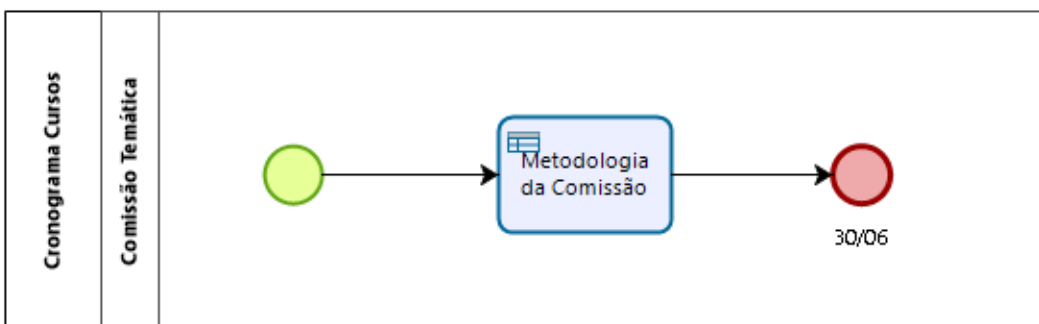 Cronograma Cursos
Comissão Temática
Metodologia
da Comissão
30/06